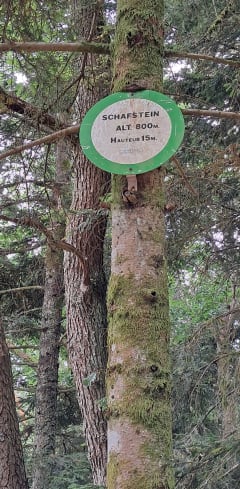 SCHAFSTEIN
ALT. 800M.
HAUTEUR 15M.